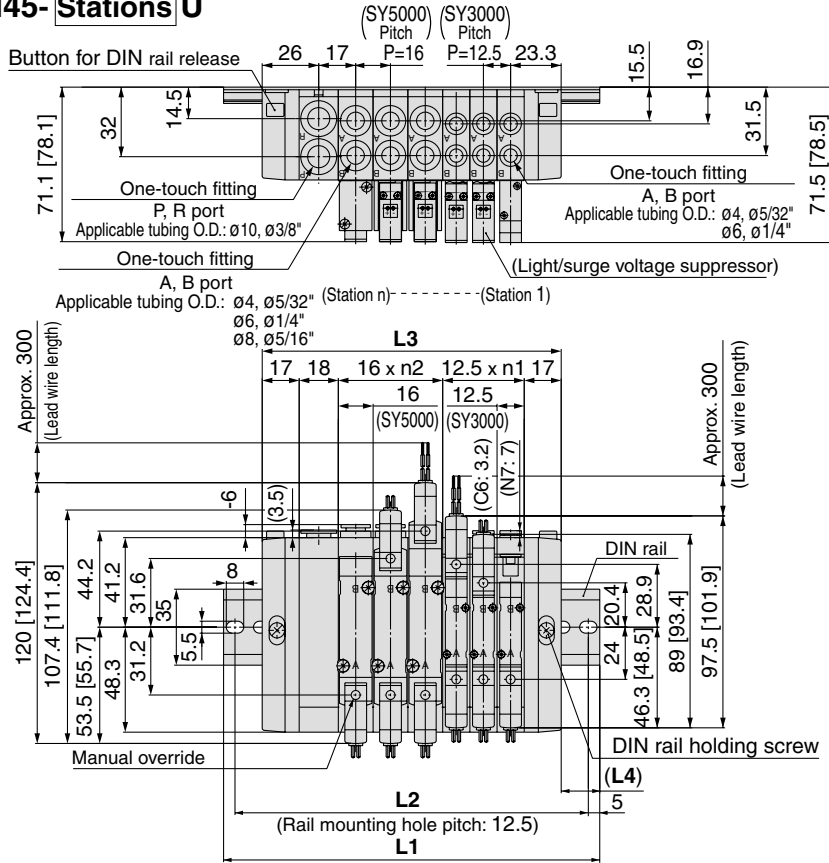 45- Stations U
(SY5000) (SY3000)
Pitch Pitch
Button for DIN rail release
26 17 P=16 P=12.5 23.3
15.5
16.9
71.1 [78.1]
32
14.5
31.5
71.5 [78.5]
R
P
A A A A A A A
B B B B B B
One-touch fitting
P, R port
Applicable tubing O.D.: ø10, ø3/8"
One-touch fitting
A, B port
Applicable tubing O.D.: ø4, ø5/32"
ø6, ø1/4"
One-touch fitting
A, B port
Applicable tubing O.D.: ø4, ø5/32"
ø6, ø1/4"
ø8, ø5/16"
(Light/surge voltage suppressor)
(Station n) (Station 1)
L3
17 18 16 x n2 12.5 x n1 17
16 12.5
(SY5000) (SY3000)
Approx. 300
(Lead wire length)
Approx. 300
(Lead wire length)
(C6: 3.2)
(N7: 7)
-6
(3.5)
120 [124.4]
107.4 [111.8]
53.5 [55.7]
44.2
41.2
31.6
48.3
31.2
8
35
5.5
DIN rail
20.4
28.9
24
46.3 [48.5]
89 [93.4]
97.5 [101.9]
B B B B B B
A A A A A A
Manual override
DIN rail holding screw
(L4)
L2
5
(Rail mounting hole pitch: 12.5)
L1